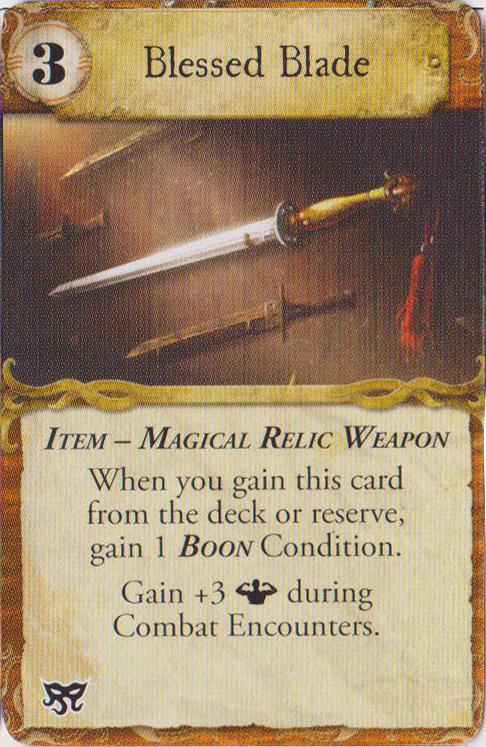 3
Blessed Blade
ITEM – MAGICAL RELIC WEAPON
When you gain this card
from the deck or reserve,
gain 1 BOON Condition.
Gain +3 during
Combat Encounters.